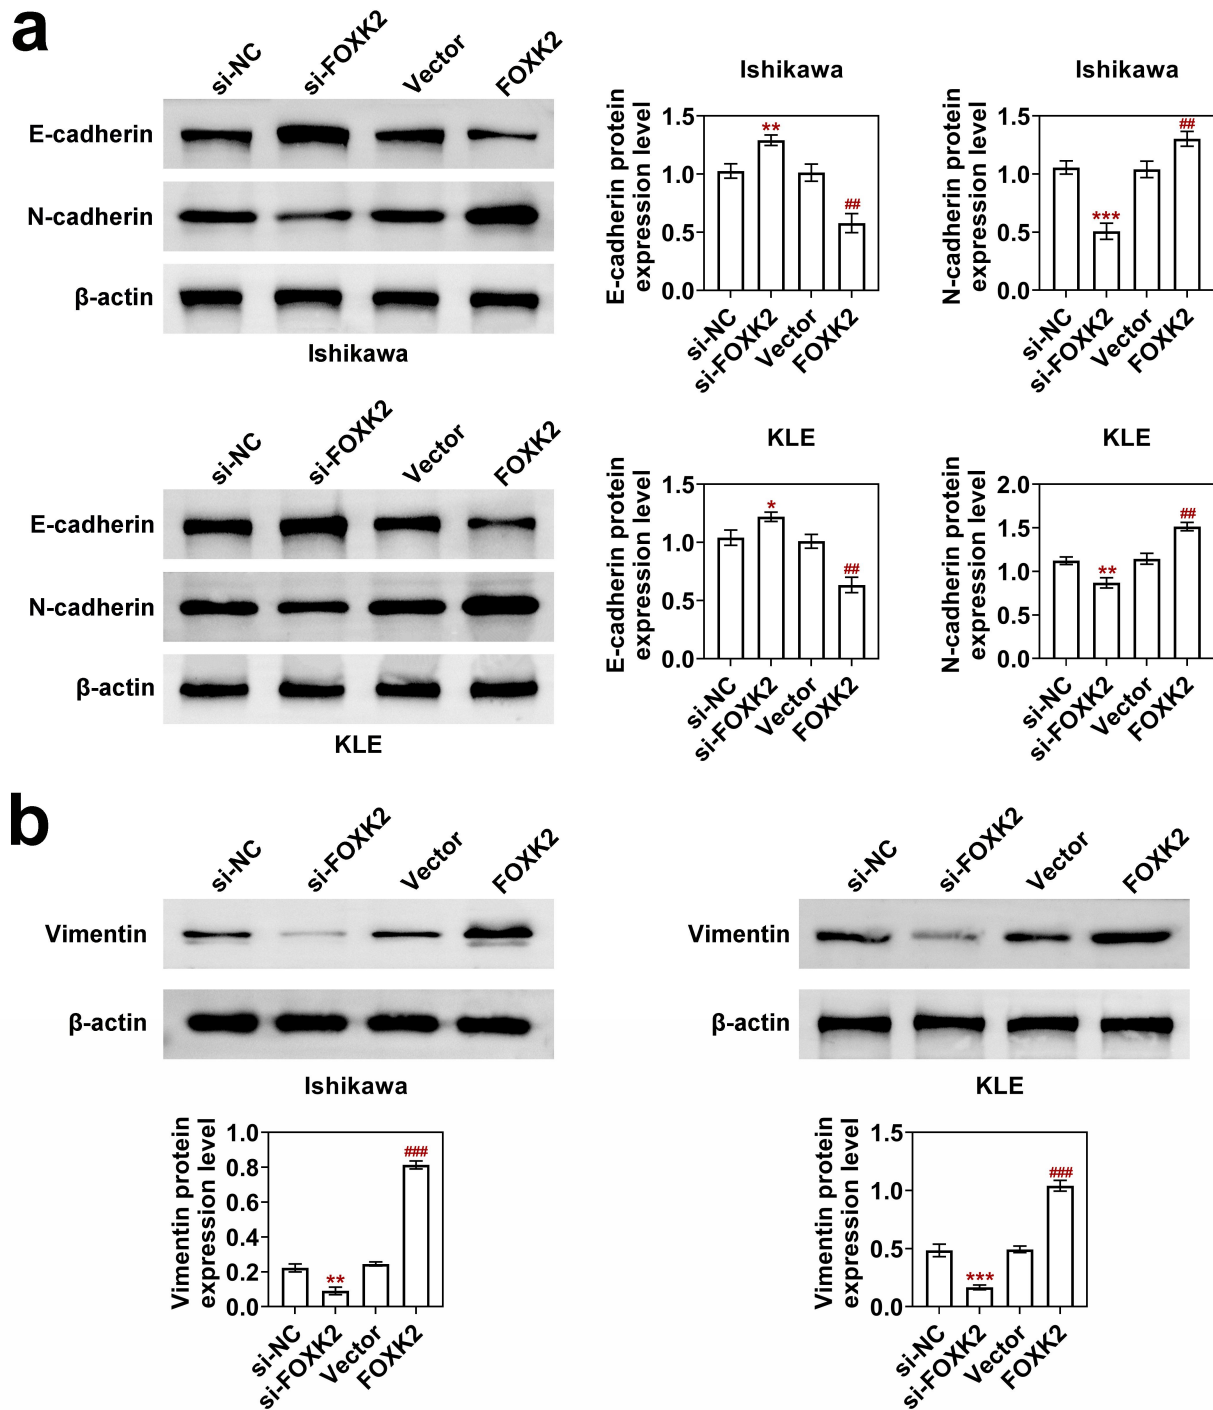 a
si-NC si-FOXK2 Vector FOXK2
E-cadherin
N-cadherin
β-actin
Ishikawa
Ishikawa
E-cadherin protein
expression level
1.5
1.0
0.5
0.0
** ##
si-NC si-FOXK2 Vector FOXK2
Ishikawa
N-cadherin protein
expression level
1.5
1.0
0.5
0.0
*** ##
si-NC si-FOXK2 Vector FOXK2
si-NC si-FOXK2 Vector FOXK2
E-cadherin
N-cadherin
β-actin
KLE
KLE
E-cadherin protein
expression level
1.5
1.0
0.5
0.0
* ##
si-NC si-FOXK2 Vector FOXK2
KLE
N-cadherin protein
expression level
2.0
1.5
1.0
0.5
0.0
** ##
si-NC si-FOXK2 Vector FOXK2
b
si-NC si-FOXK2 Vector FOXK2
Vimentin
β-actin
Ishikawa
Vimentin protein
expression level
1.0
0.8
0.6
0.4
0.2
0.0
** ###
si-NC si-FOXK2 Vector FOXK2
si-NC si-FOXK2 Vector FOXK2
Vimentin
β-actin
KLE
Vimentin protein
expression level
1.5
1.0
0.5
0.0
*** ###
si-NC si-FOXK2 Vector FOXK2